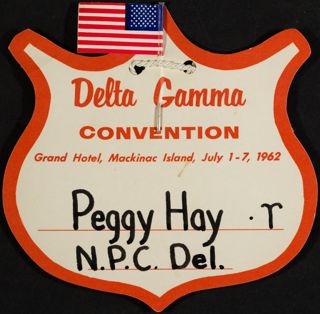 Delta Gamma
CONVENTION
Grand Hotel, Mackinac Island, July 1-7, 1962
Peggy Hay
N.P.C. Del.